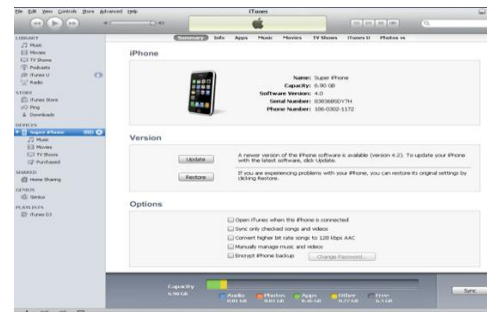 File Edit View Controls Store Advanced Help
iTunes
Summary Info Apps Music Movies TV Shows iTunes U Photos
LIBRARY
Music
Movies
TV Shows
Podcasts
iTunes U
Radio
STORE
iTunes Store
Ping
Downloads
DEVICES
Super iPhone
Music
Movies
TV Shows
Purchased
SHARED
Home Sharing
GENIUS
Genius
PLAYLISTS
iTunes DJ
iPhone
Name: Super iPhone
Capacity: 6.90 GB
Software Version: 4.0
Serial Number:
Phone Number:
Version
Update
A newer version of the iPhone software is available (version 4.2). To update your iPhone
with the latest software, click Update.
Restore
If you are experiencing problems with your iPhone, you can restore its original settings by
clicking Restore.
Options
Open iTunes when this iPhone is connected
Sync only checked songs and videos
Convert higher bit rate songs to 128 kbps AAC
Manually manage music and videos
Encrypt iPhone backup
Change Password...
Capacity
6.90 GB
Audio
Photos
Apps
Other
Free
Sync